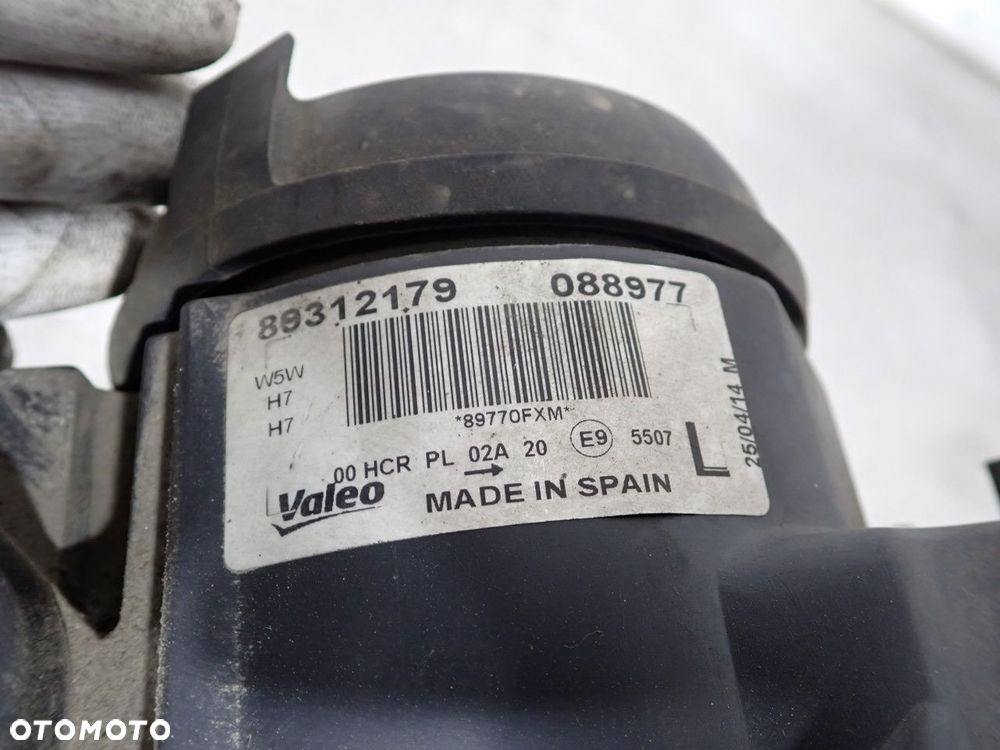 89312179 088977
W5W
H7
H7
*89770FXM*
00 HCR PL 02A 20 E9 5507
L
25/04/14 M
Valeo MADE IN SPAIN
OTOMOTO